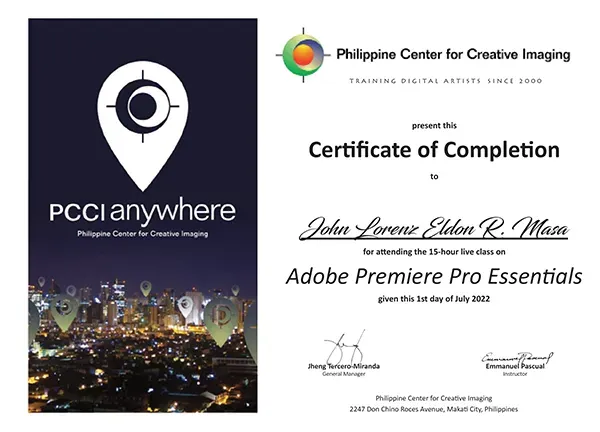 PCCI anywhere
Philippine Center for Creative Imaging
Philippine Center for Creative Imaging
TRAINING DIGITAL ARTISTS SINCE 2000
present this
Certificate of Completion
to
John Lorenz Eldon R. Masa
for attending the 15-hour live class on
Adobe Premiere Pro Essentials
given this 1st day of July 2022
Jheng Tercero-Miranda
General Manager
Emmanuel Pascual
Emmanuel Pascual
Instructor
Philippine Center for Creative Imaging
2247 Don Chino Roces Avenue, Makati City, Philippines